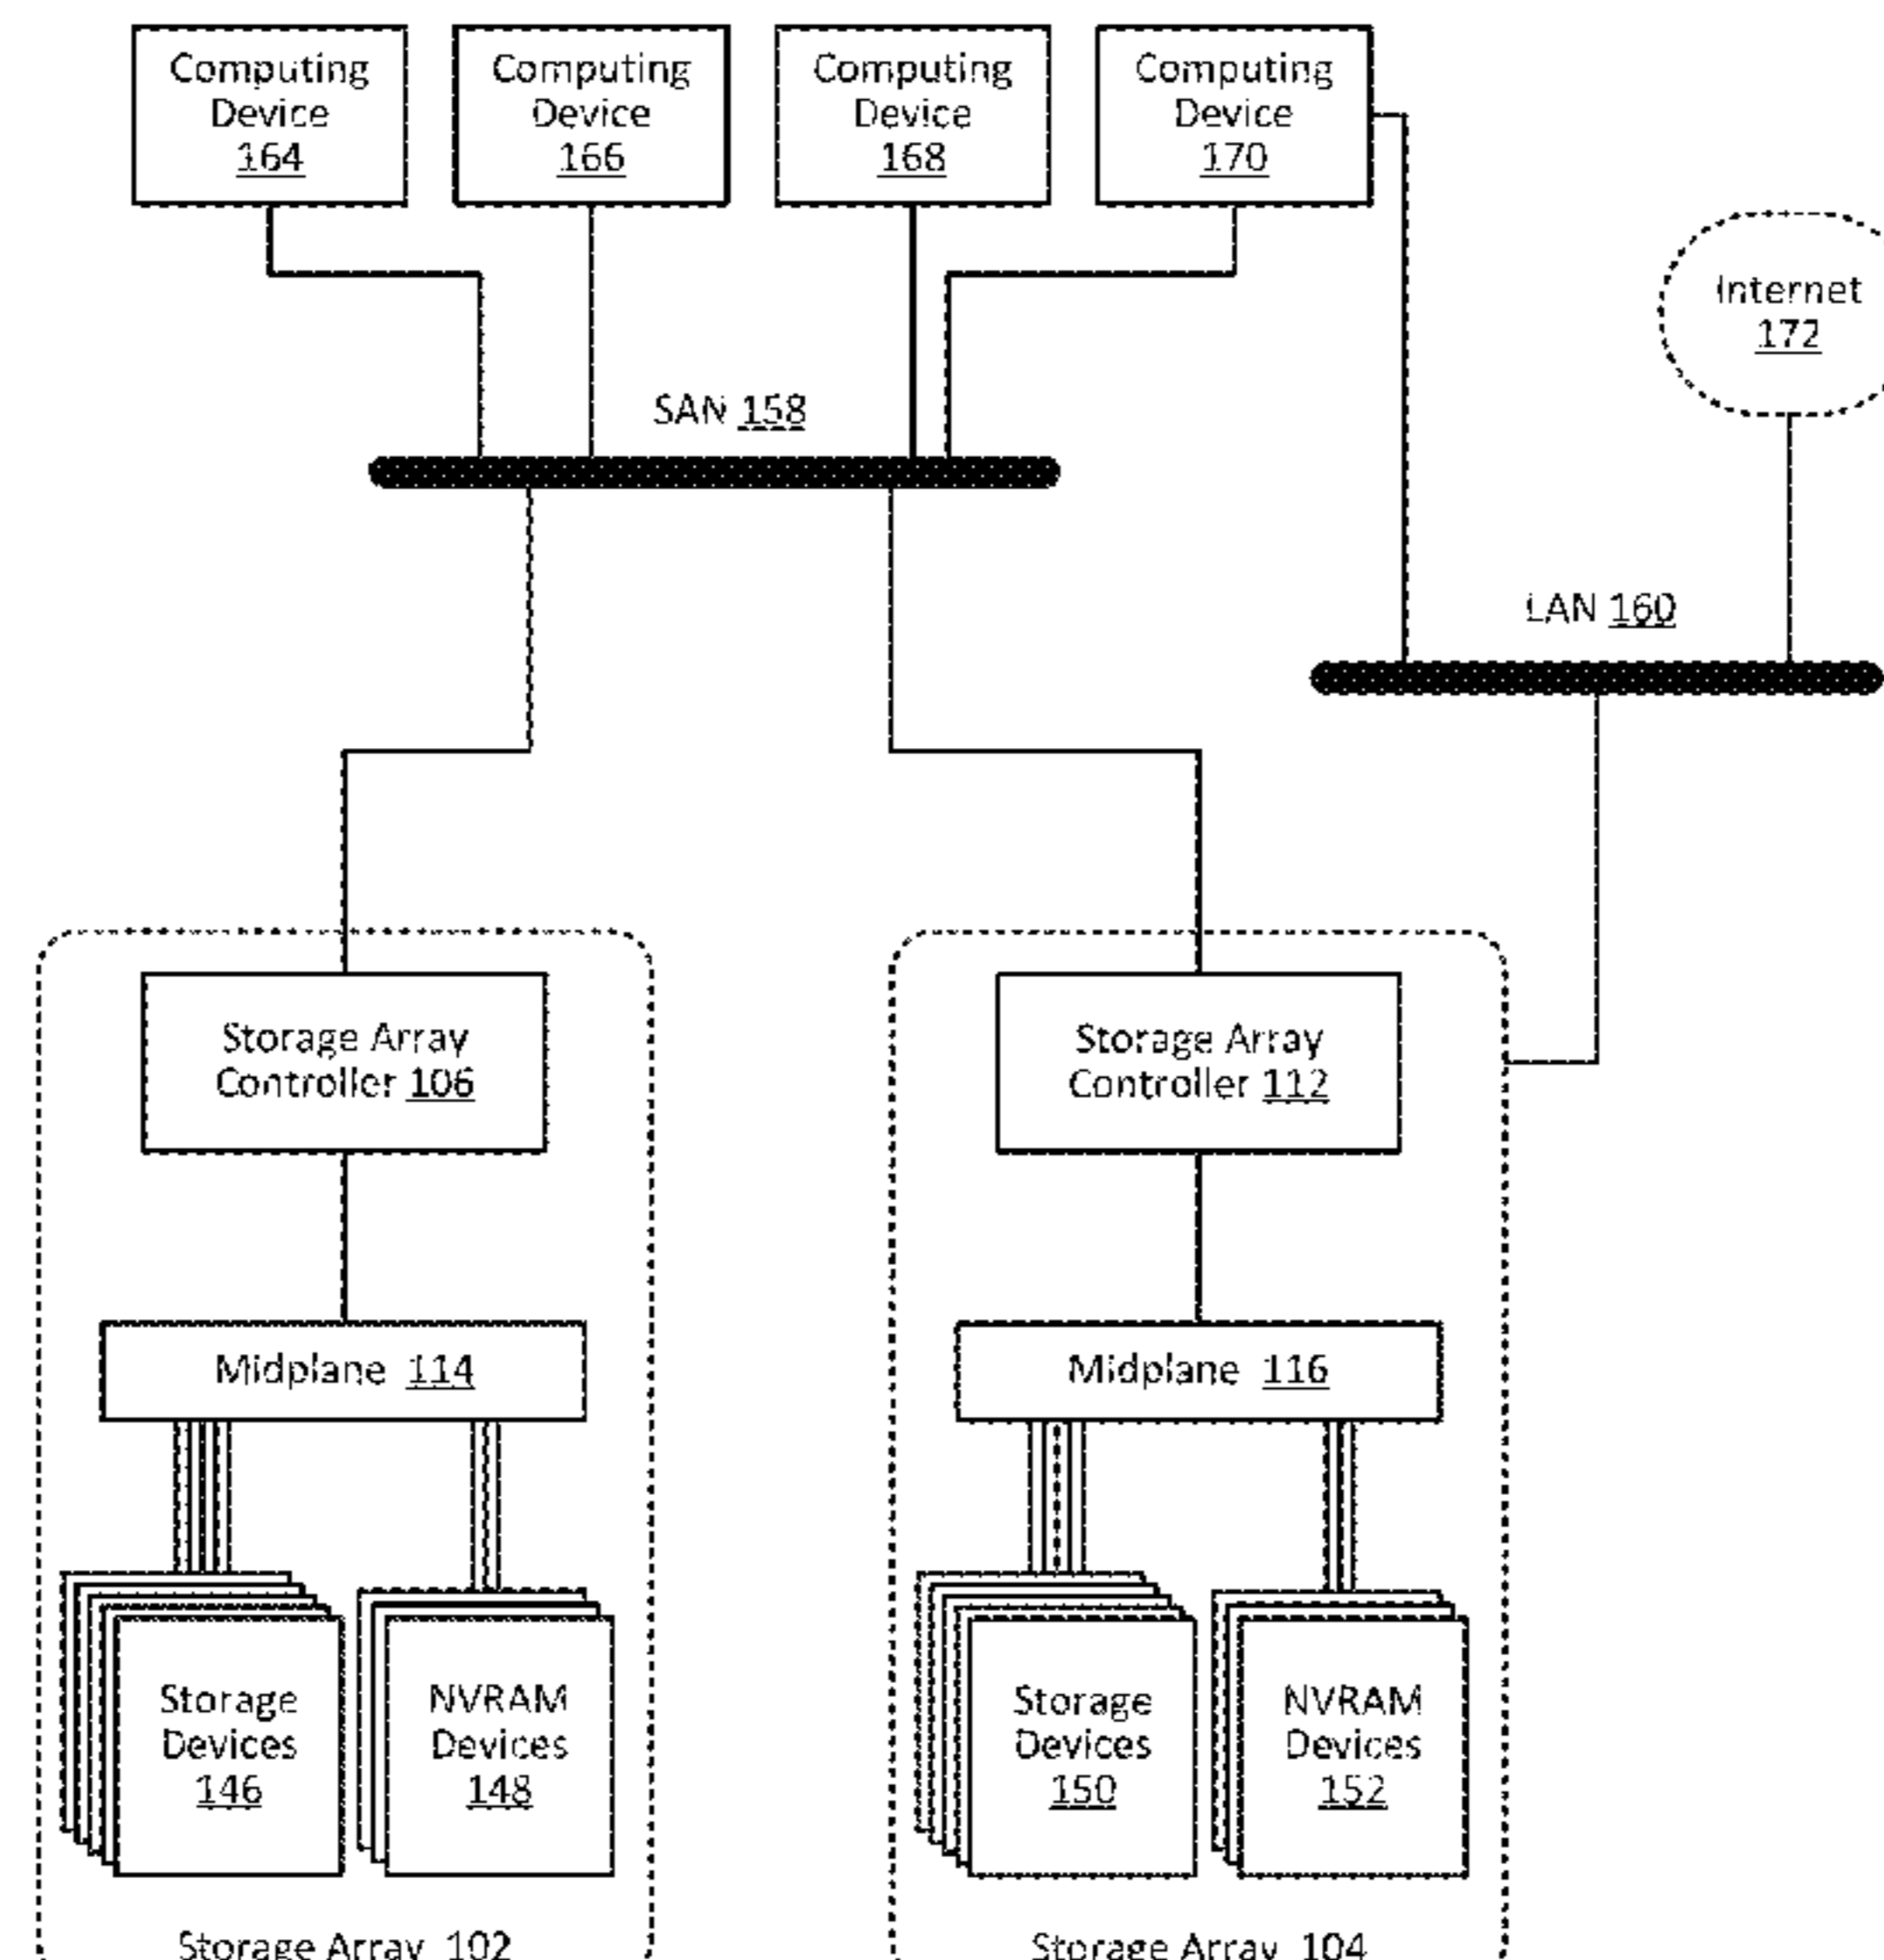 Computing
Device
164
Computing
Device
166
Computing
Device
168
Computing
Device
170
Internet
172
SAN 158
LAN 160
Storage Array
Controller 106
Storage Array
Controller 112
Midplane 114
Midplane 116
Storage
Devices
146
NVRAM
Devices
148
Storage
Devices
150
NVRAM
Devices
152
Storage Array 102
Storage Array 104